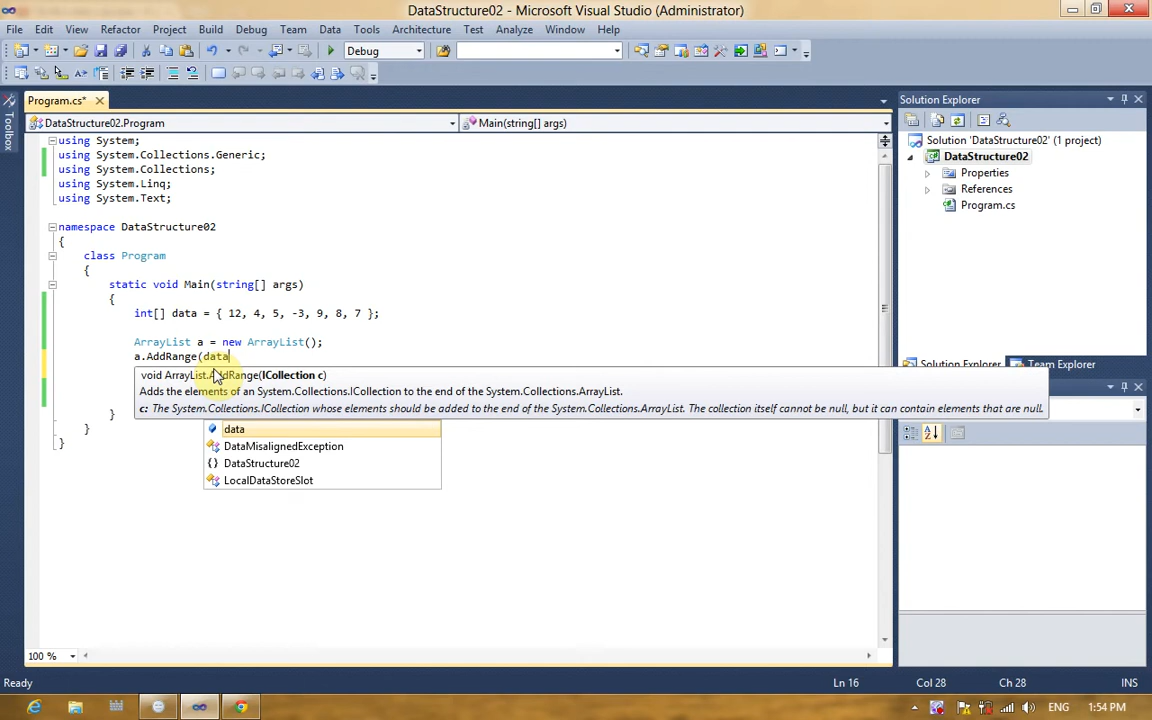 DataStructure02 - Microsoft Visual Studio (Administrator)
File Edit View Refactor Project Build Debug Team Data Tools Architecture Test Analyze Window Help
Debug
Program.cs*
Toolbox
DataStructure02.Program
Main(string[] args)
using System;
using System.Collections.Generic;
using System.Collections;
using System.Linq;
using System.Text;
namespace DataStructure02
{
class Program
{
static void Main(string[] args)
{
int[] data = { 12, 4, 5, -3, 9, 8, 7 };
ArrayList a = new ArrayList();
a.AddRange(data
void ArrayList.AddRange(ICollection c)
Adds the elements of an System.Collections.ICollection to the end of the System.Collections.ArrayList.
c: The System.Collections.ICollection whose elements should be added to the end of the System.Collections.ArrayList. The collection itself cannot be null, but it can contain elements that are null.
data
DataMisalignedException
{} DataStructure02
LocalDataStoreSlot
}
}
}
100 %
Solution Explorer
Solution 'DataStructure02' (1 project)
DataStructure02
Properties
References
Program.cs
Solution Explorer
Team Explorer
Ready
Ln 16
Col 28
Ch 28
INS
ENG
1:54 PM